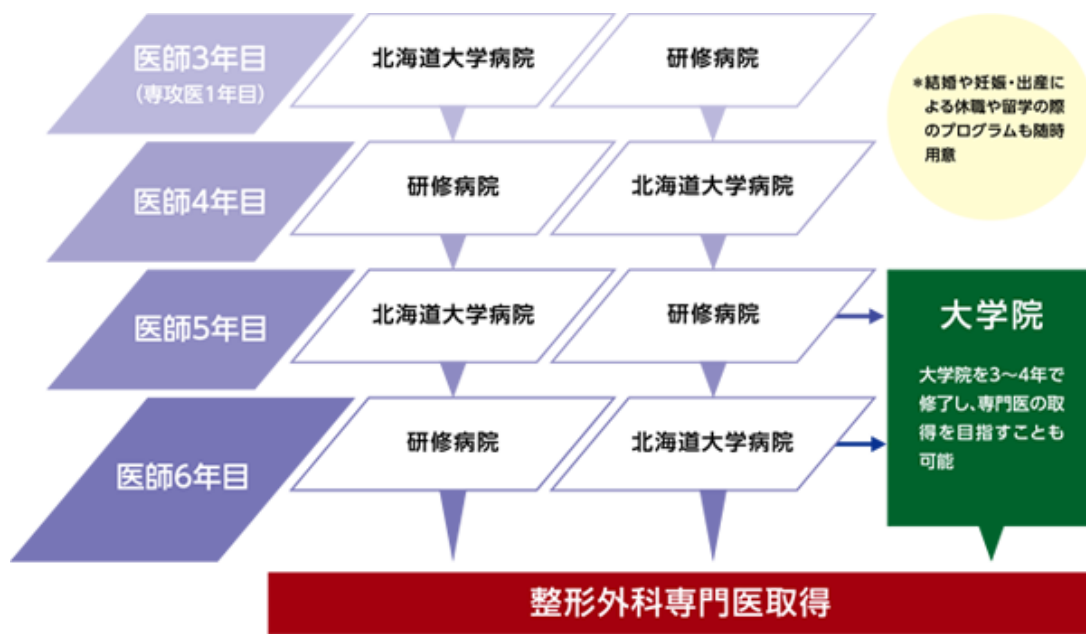 医師3年目
(専攻医1年目)
北海道大学病院
研修病院
*結婚や妊娠・出産に
よる休職や留学の際
のプログラムも随時
用意
医師4年目
研修病院
北海道大学病院
医師5年目
北海道大学病院
研修病院
大学院
大学院を3〜4年で
修了し、専門医の取
得を目指すことも
可能
医師6年目
研修病院
北海道大学病院
整形外科専門医取得